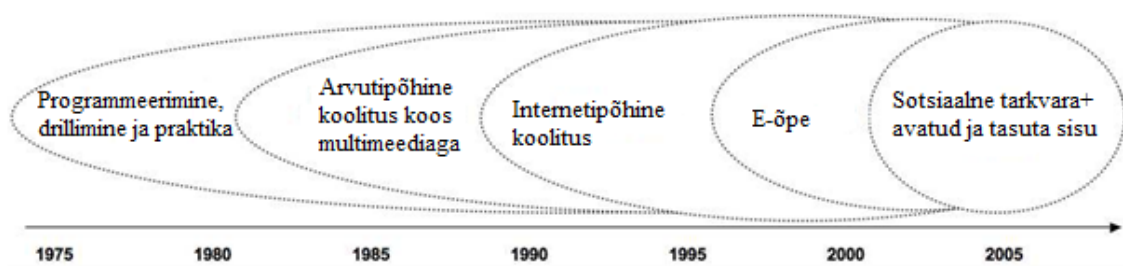 Programmeerimine,
drillimine ja praktika
Arvutipõhine
koolitus koos
multimeediaga
Internetipõhine
koolitus
E-õpe
Sotsiaalne tarkvara+
avatud ja tasuta sisu
1975 1980 1985 1990 1995 2000 2005